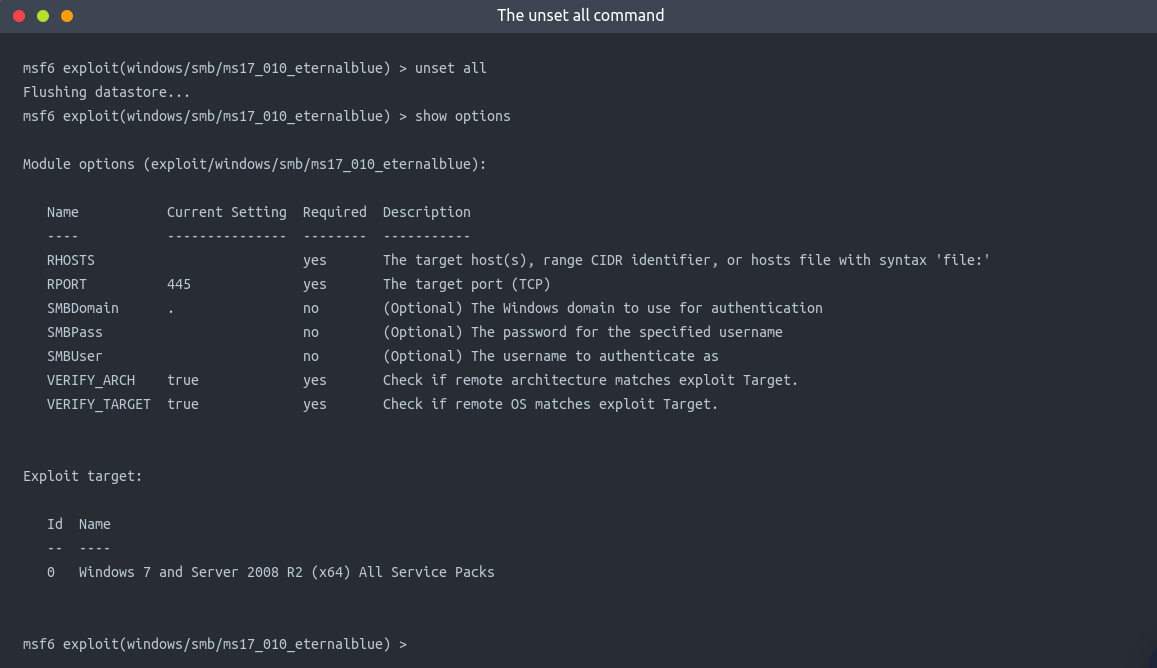 The unset all command
msf6 exploit(windows/smb/ms17_010_eternalblue) > unset all
Flushing datastore...
msf6 exploit(windows/smb/ms17_010_eternalblue) > show options
Module options (exploit/windows/smb/ms17_010_eternalblue):
Name Current Setting Required Description
---- --------------- -------- -----------
RHOSTS yes The target host(s), range CIDR identifier, or hosts file with syntax 'file:'
RPORT 445 yes The target port (TCP)
SMBDomain . no (Optional) The Windows domain to use for authentication
SMBPass no (Optional) The password for the specified username
SMBUser no (Optional) The username to authenticate as
VERIFY_ARCH true yes Check if remote architecture matches exploit Target.
VERIFY_TARGET true yes Check if remote OS matches exploit Target.
Exploit target:
Id Name
-- ----
0 Windows 7 and Server 2008 R2 (x64) All Service Packs
msf6 exploit(windows/smb/ms17_010_eternalblue) >